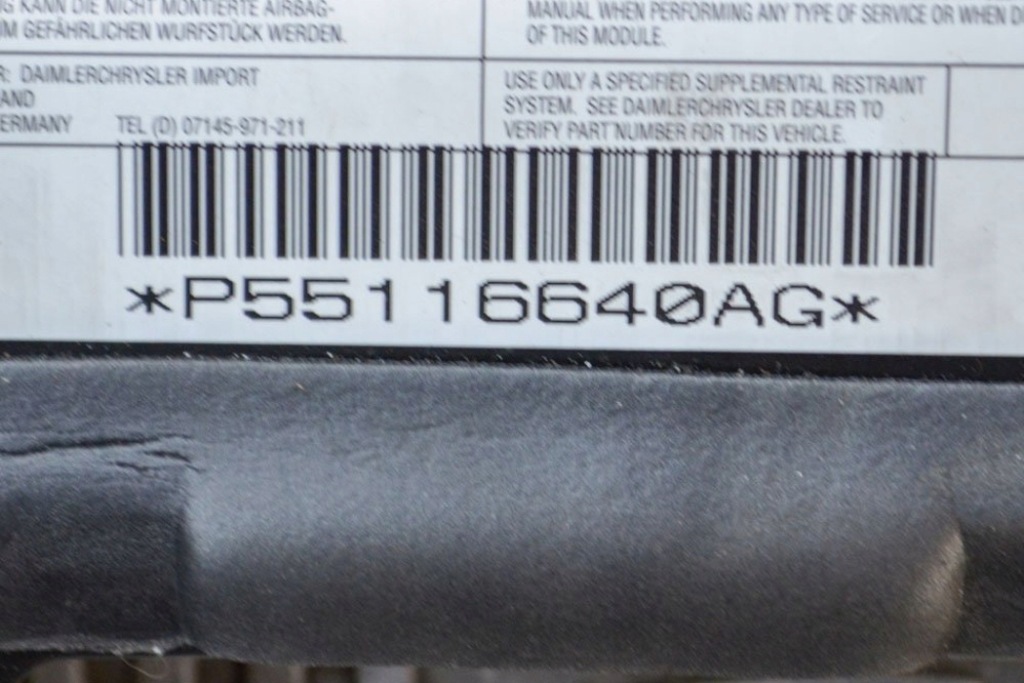 KANN DIE NICHT MONTIERTE AIRBAG-
GEFÄHRLICHEN WURFSTÜCK WERDEN.
MANUAL WHEN PERFORMING ANY TYPE OF SERVICE OR WHEN
OF THIS MODULE.
DAIMLERCHRYSLER IMPORT
TEL (D) 07145-971-211
USE ONLY A SPECIFIED SUPPLEMENTAL RESTRAINT
SYSTEM. SEE DAIMLERCHRYSLER DEALER TO
VERIFY PART NUMBER FOR THIS VEHICLE.
*P55116640AG*